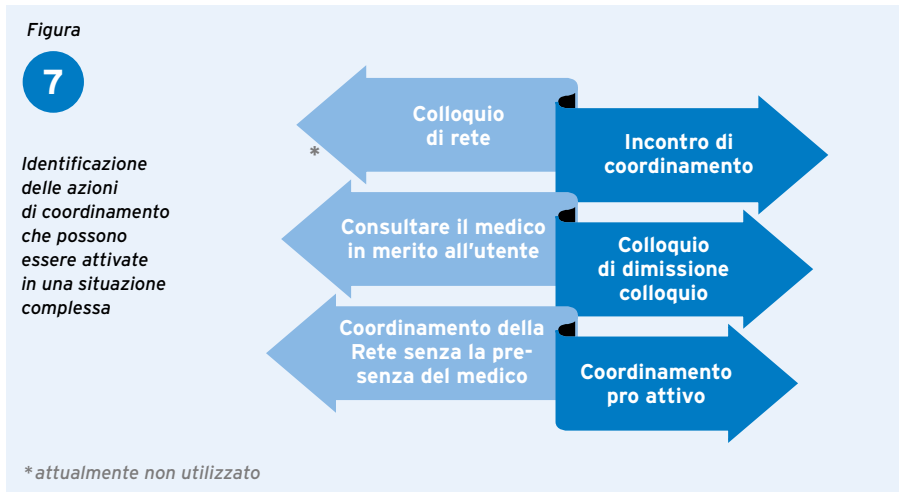 Figura
7
Identificazione
delle azioni
di coordinamento
che possono
essere attivate
in una situazione
complessa
Colloquio
di rete
*
Incontro di
coordinamento
Consultare il medico
in merito all'utente
Colloquio
di dimissione
colloquio
Coordinamento della
Rete senza la pre-
senza del medico
Coordinamento
pro attivo
*attualmente non utilizzato